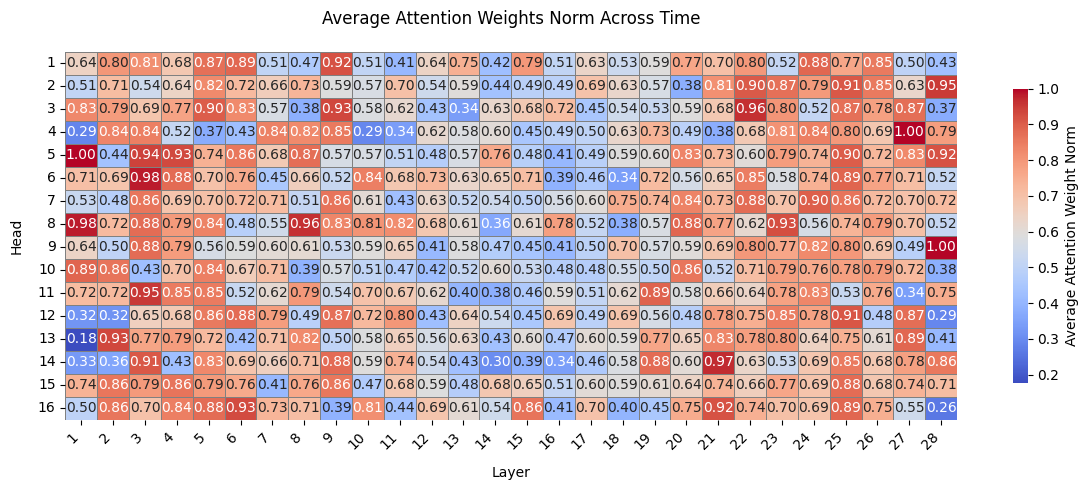 Average Attention Weights Norm Across Time
1 0.64 0.80 0.81 0.68 0.87 0.89 0.51 0.47 0.92 0.51 0.41 0.64 0.75 0.42 0.79 0.51 0.63 0.53 0.59 0.77 0.70 0.80 0.52 0.88 0.77 0.85 0.50 0.43
2 0.51 0.71 0.54 0.64 0.82 0.72 0.66 0.73 0.59 0.57 0.70 0.54 0.59 0.44 0.49 0.49 0.69 0.63 0.57 0.38 0.81 0.90 0.87 0.79 0.91 0.85 0.63 0.95
3 0.83 0.79 0.69 0.77 0.90 0.83 0.57 0.38 0.93 0.58 0.62 0.43 0.34 0.63 0.68 0.72 0.45 0.54 0.53 0.59 0.68 0.96 0.80 0.52 0.87 0.78 0.87 0.37
4 0.29 0.84 0.84 0.52 0.37 0.43 0.84 0.82 0.85 0.29 0.34 0.62 0.58 0.60 0.45 0.49 0.50 0.63 0.73 0.49 0.38 0.68 0.81 0.84 0.80 0.69 1.00 0.79
5 1.00 0.44 0.94 0.93 0.74 0.86 0.68 0.87 0.57 0.57 0.51 0.48 0.57 0.76 0.48 0.41 0.49 0.59 0.60 0.83 0.73 0.60 0.79 0.74 0.90 0.72 0.83 0.92
6 0.71 0.69 0.98 0.88 0.70 0.76 0.45 0.66 0.52 0.84 0.68 0.73 0.63 0.65 0.71 0.39 0.46 0.34 0.72 0.56 0.65 0.85 0.58 0.74 0.89 0.77 0.71 0.52
7 0.53 0.48 0.86 0.69 0.70 0.72 0.71 0.51 0.86 0.61 0.43 0.63 0.52 0.54 0.50 0.56 0.60 0.75 0.74 0.84 0.73 0.88 0.70 0.90 0.86 0.72 0.70 0.72
8 0.98 0.72 0.88 0.79 0.84 0.48 0.55 0.96 0.83 0.81 0.82 0.68 0.61 0.36 0.61 0.78 0.52 0.38 0.57 0.88 0.77 0.62 0.93 0.56 0.74 0.79 0.70 0.52
9 0.64 0.50 0.88 0.79 0.56 0.59 0.60 0.61 0.53 0.59 0.65 0.41 0.58 0.47 0.45 0.41 0.50 0.70 0.57 0.58 0.69 0.80 0.77 0.82 0.80 0.69 0.49 1.00
10 0.89 0.86 0.43 0.70 0.84 0.67 0.71 0.39 0.57 0.51 0.47 0.42 0.52 0.60 0.53 0.48 0.48 0.55 0.50 0.86 0.52 0.71 0.79 0.76 0.78 0.79 0.72 0.38
11 0.72 0.72 0.95 0.85 0.85 0.52 0.62 0.79 0.54 0.70 0.67 0.62 0.40 0.38 0.46 0.59 0.51 0.62 0.89 0.58 0.66 0.64 0.78 0.83 0.53 0.76 0.34 0.75
12 0.32 0.32 0.65 0.68 0.86 0.88 0.79 0.49 0.87 0.72 0.80 0.43 0.64 0.54 0.45 0.69 0.49 0.69 0.56 0.48 0.78 0.75 0.85 0.78 0.91 0.48 0.87 0.29
13 0.18 0.93 0.77 0.79 0.72 0.42 0.71 0.82 0.50 0.58 0.65 0.56 0.63 0.43 0.60 0.47 0.60 0.59 0.77 0.65 0.83 0.78 0.80 0.64 0.75 0.61 0.89 0.41
14 0.33 0.36 0.91 0.43 0.83 0.69 0.66 0.71 0.88 0.59 0.74 0.54 0.43 0.30 0.39 0.34 0.46 0.58 0.88 0.60 0.97 0.63 0.53 0.69 0.85 0.68 0.78 0.86
15 0.74 0.86 0.79 0.86 0.79 0.76 0.41 0.76 0.86 0.47 0.68 0.59 0.48 0.68 0.65 0.51 0.60 0.59 0.61 0.64 0.74 0.66 0.77 0.69 0.88 0.68 0.74 0.71
16 0.50 0.86 0.70 0.84 0.88 0.93 0.73 0.71 0.39 0.81 0.44 0.69 0.61 0.54 0.86 0.41 0.70 0.40 0.45 0.75 0.92 0.74 0.70 0.69 0.89 0.75 0.55 0.26
1 2 3 4 5 6 7 8 9 10 11 12 13 14 15 16 17 18 19 20 21 22 23 24 25 26 27 28
Layer
Head
1.0
0.9
0.8
0.7
0.6
0.5
0.4
0.3
0.2
Average Attention Weight Norm